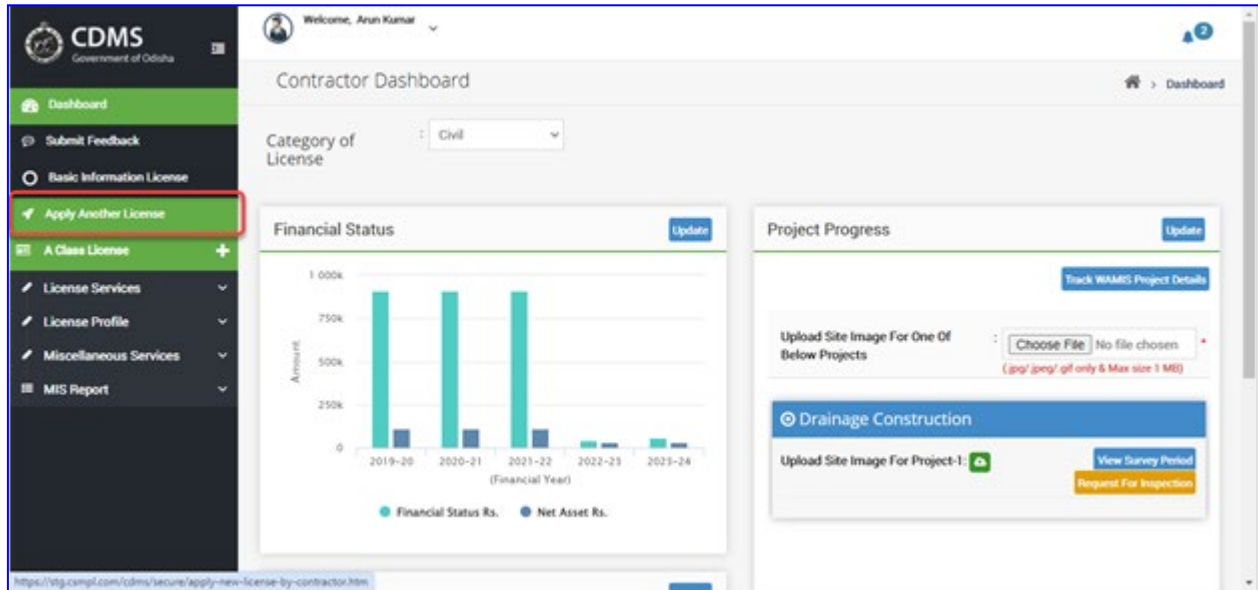 CDMS
Government of Odisha
Dashboard
Submit Feedback
Basic Information License
Apply Another License
A Class License
License Services
License Profile
Miscellaneous Services
MIS Report
Welcome, Arun Kumar
2
Contractor Dashboard
> Dashboard
Category of
License
: Civil
Financial Status
Update
1 000k
750k
500k
250k
0
Amount
2019-20 2020-21 2021-22 2022-23 2023-24
(Financial Year)
Financial Status Rs. Net Asset Rs.
Project Progress
Update
Track WAMIS Project Details
Upload Site Image For One Of
Below Projects
: Choose File No file chosen *
(.jpg/.jpeg/.gif only & Max size 1 MB)
Drainage Construction
Upload Site Image For Project-1:
View Survey Period
Request For Inspection
https://stg.csmpl.com/cdms/secure/apply-new-license-by-contractor.htm